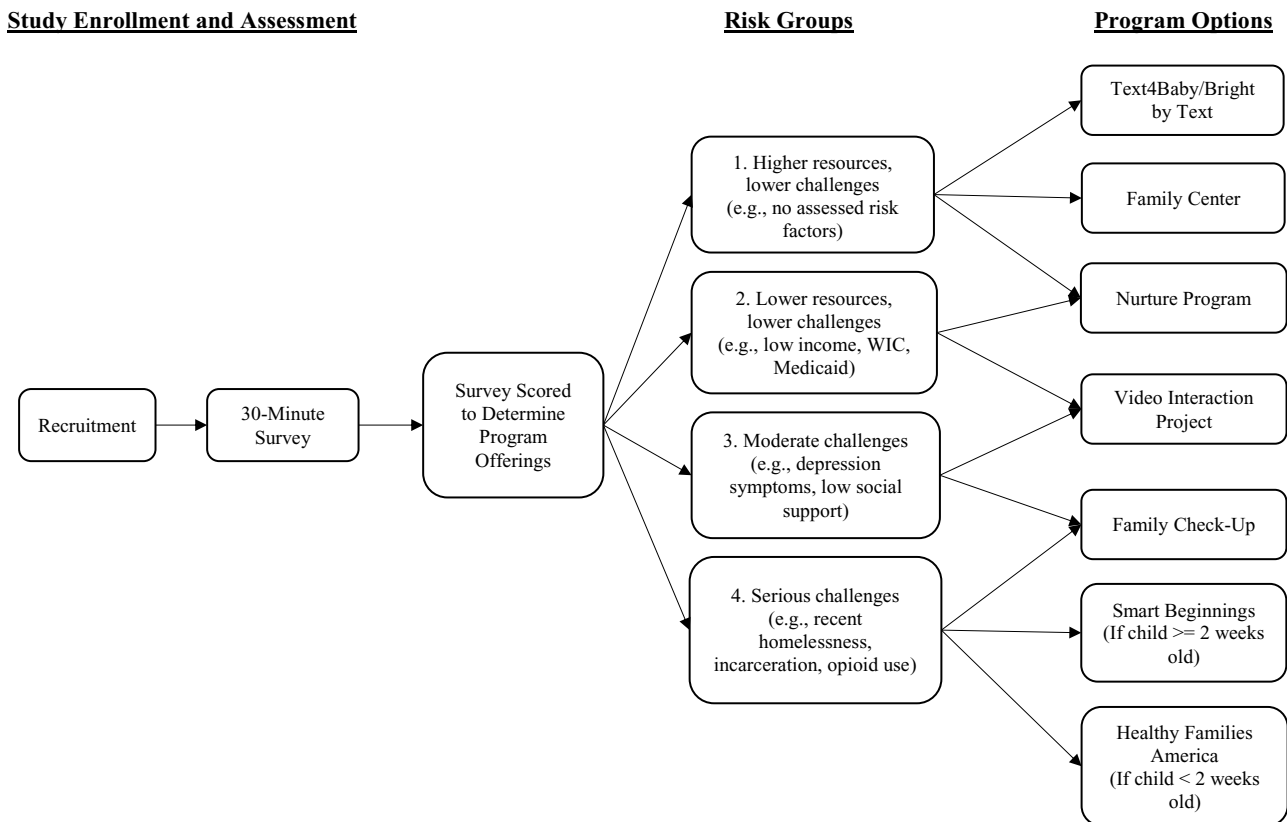 Study Enrollment and Assessment
Risk Groups
Program Options
Recruitment
30-Minute
Survey
Survey Scored
to Determine
Program
Offerings
1. Higher resources,
lower challenges
(e.g., no assessed risk
factors)
2. Lower resources,
lower challenges
(e.g., low income, WIC,
Medicaid)
3. Moderate challenges
(e.g., depression
symptoms, low social
support)
4. Serious challenges
(e.g., recent
homelessness,
incarceration, opioid use)
Text4Baby/Bright
by Text
Family Center
Nurture Program
Video Interaction
Project
Family Check-Up
Smart Beginnings
(If child >= 2 weeks
old)
Healthy Families
America
(If child < 2 weeks
old)